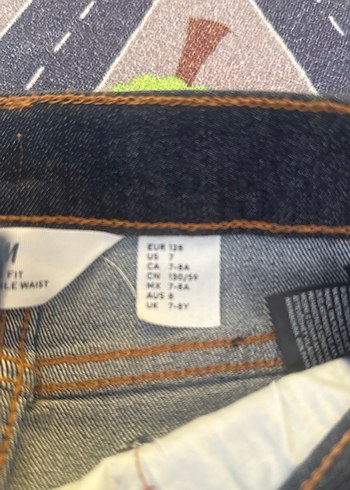 M
FIT
LE WAIST
EUR 128
US 7
CA 7-8A
CN 130/59
MX 7-8A
AUS 8
UK 7-8Y